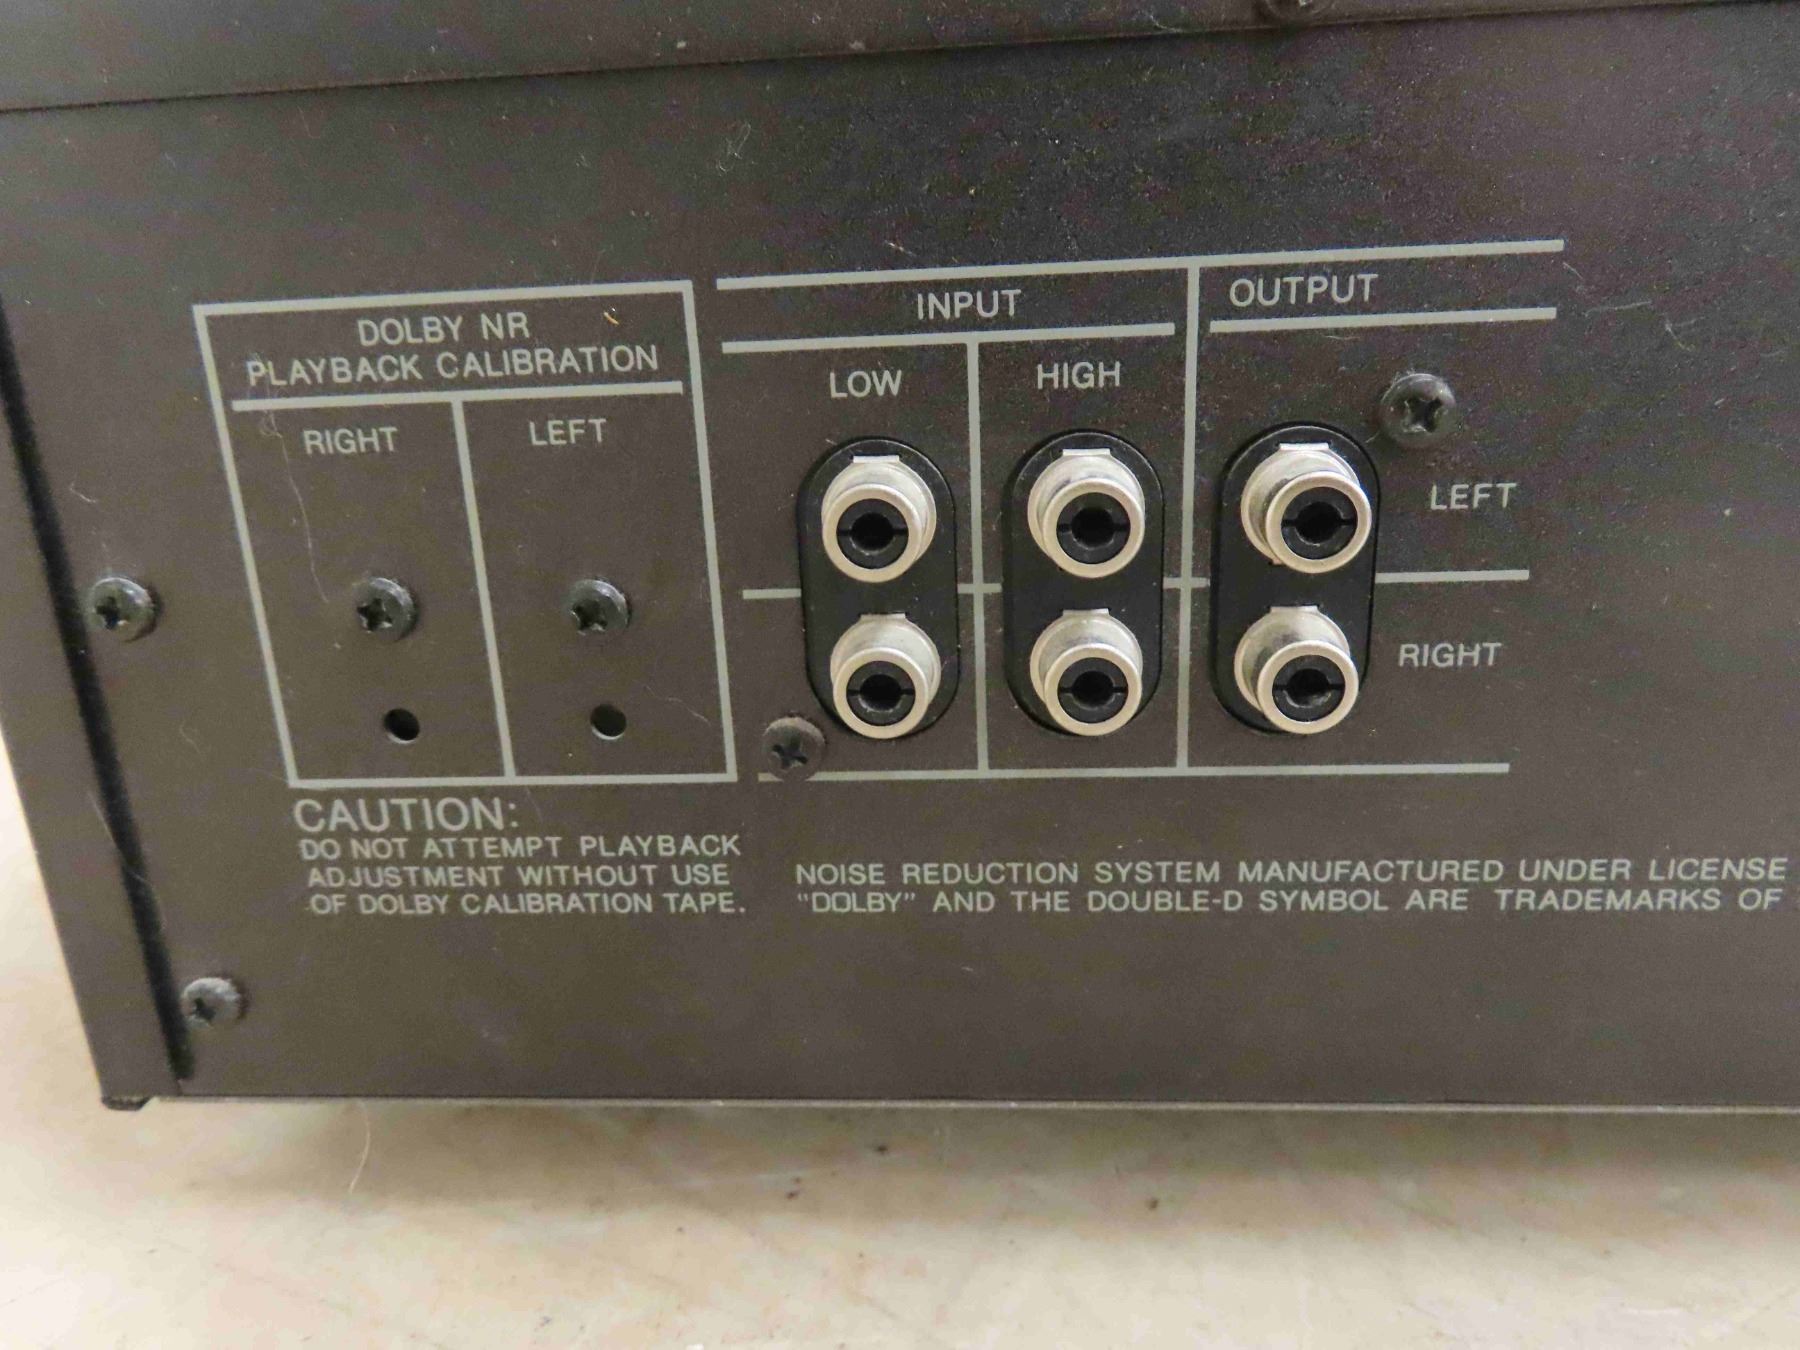 DOLBY NR
PLAYBACK CALIBRATION
RIGHT LEFT
CAUTION:
DO NOT ATTEMPT PLAYBACK
ADJUSTMENT WITHOUT USE
OF DOLBY CALIBRATION TAPE.
INPUT OUTPUT
LOW HIGH
LEFT
RIGHT
NOISE REDUCTION SYSTEM MANUFACTURED UNDER LICENSE
"DOLBY" AND THE DOUBLE-D SYMBOL ARE TRADEMARKS OF